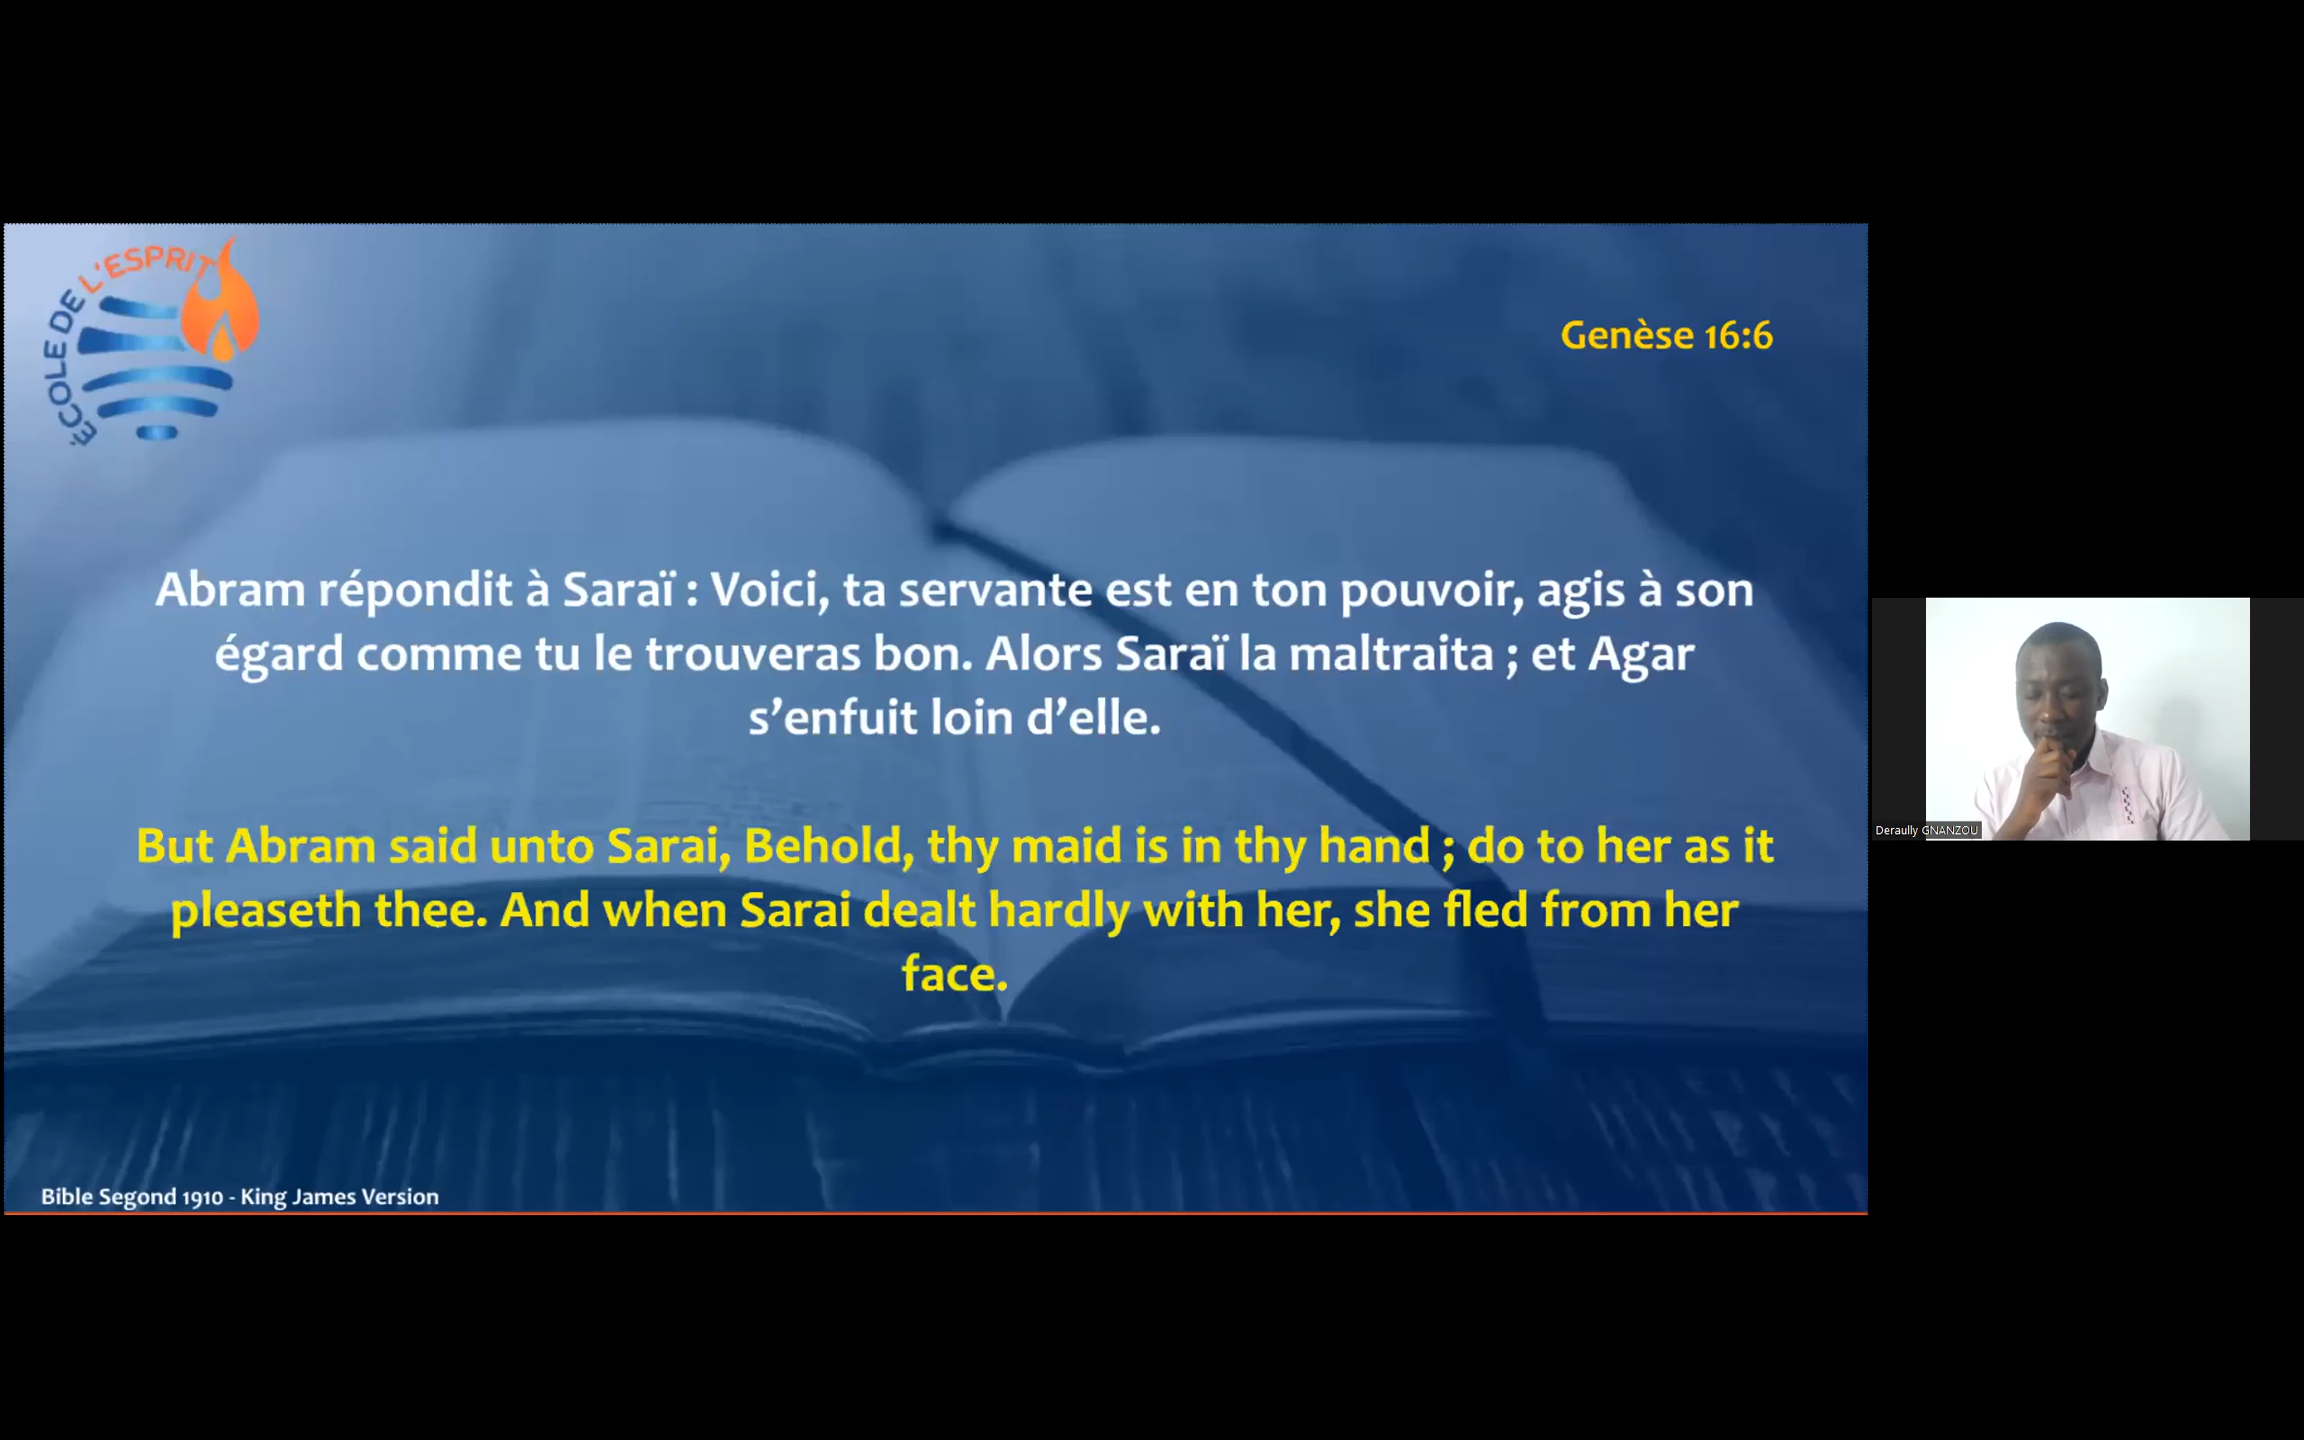 ÉCOLE DE L'ESPRIT
Genèse 16:6
Abram répondit à Saraï : Voici, ta servante est en ton pouvoir, agis à son
égard comme tu le trouveras bon. Alors Saraï la maltraita ; et Agar
s’enfuit loin d’elle.
But Abram said unto Sarai, Behold, thy maid is in thy hand ; do to her as it
pleaseth thee. And when Sarai dealt hardly with her, she fled from her
face.
Deraully GNANZOU
Bible Segond 1910 - King James Version